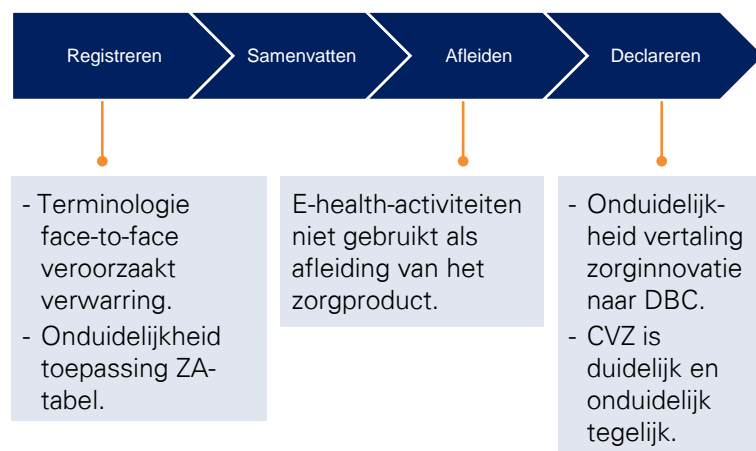 Registreren
Samenvatten
Afleiden
Declareren
- Terminologie
face-to-face
veroorzaakt
verwarring.
- Onduidelijkheid
toepassing ZA-
tabel.
E-health-activiteiten
niet gebruikt als
afleiding van het
zorgproduct.
- Onduidelijk-
heid vertaling
zorginnovatie
naar DBC.
- CVZ is
duidelijk en
onduidelijk
tegelijk.